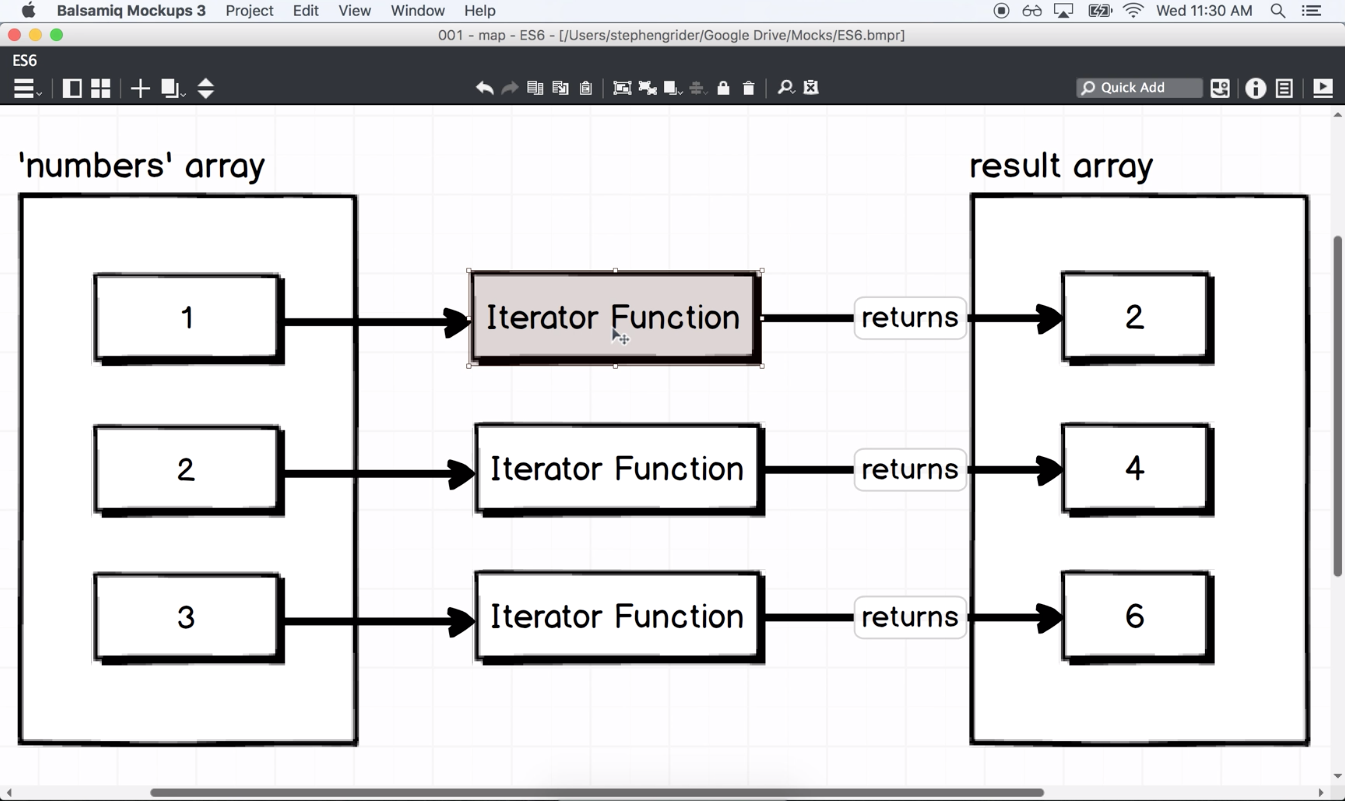 Balsamiq Mockups 3 Project Edit View Window Help Wed 11:30 AM
001 - map - ES6 - [/Users/stephengrider/Google Drive/Mocks/ES6.bmpr]
ES6
Quick Add
'numbers' array
result array
1
Iterator Function
returns
2
2
Iterator Function
returns
4
3
Iterator Function
returns
6